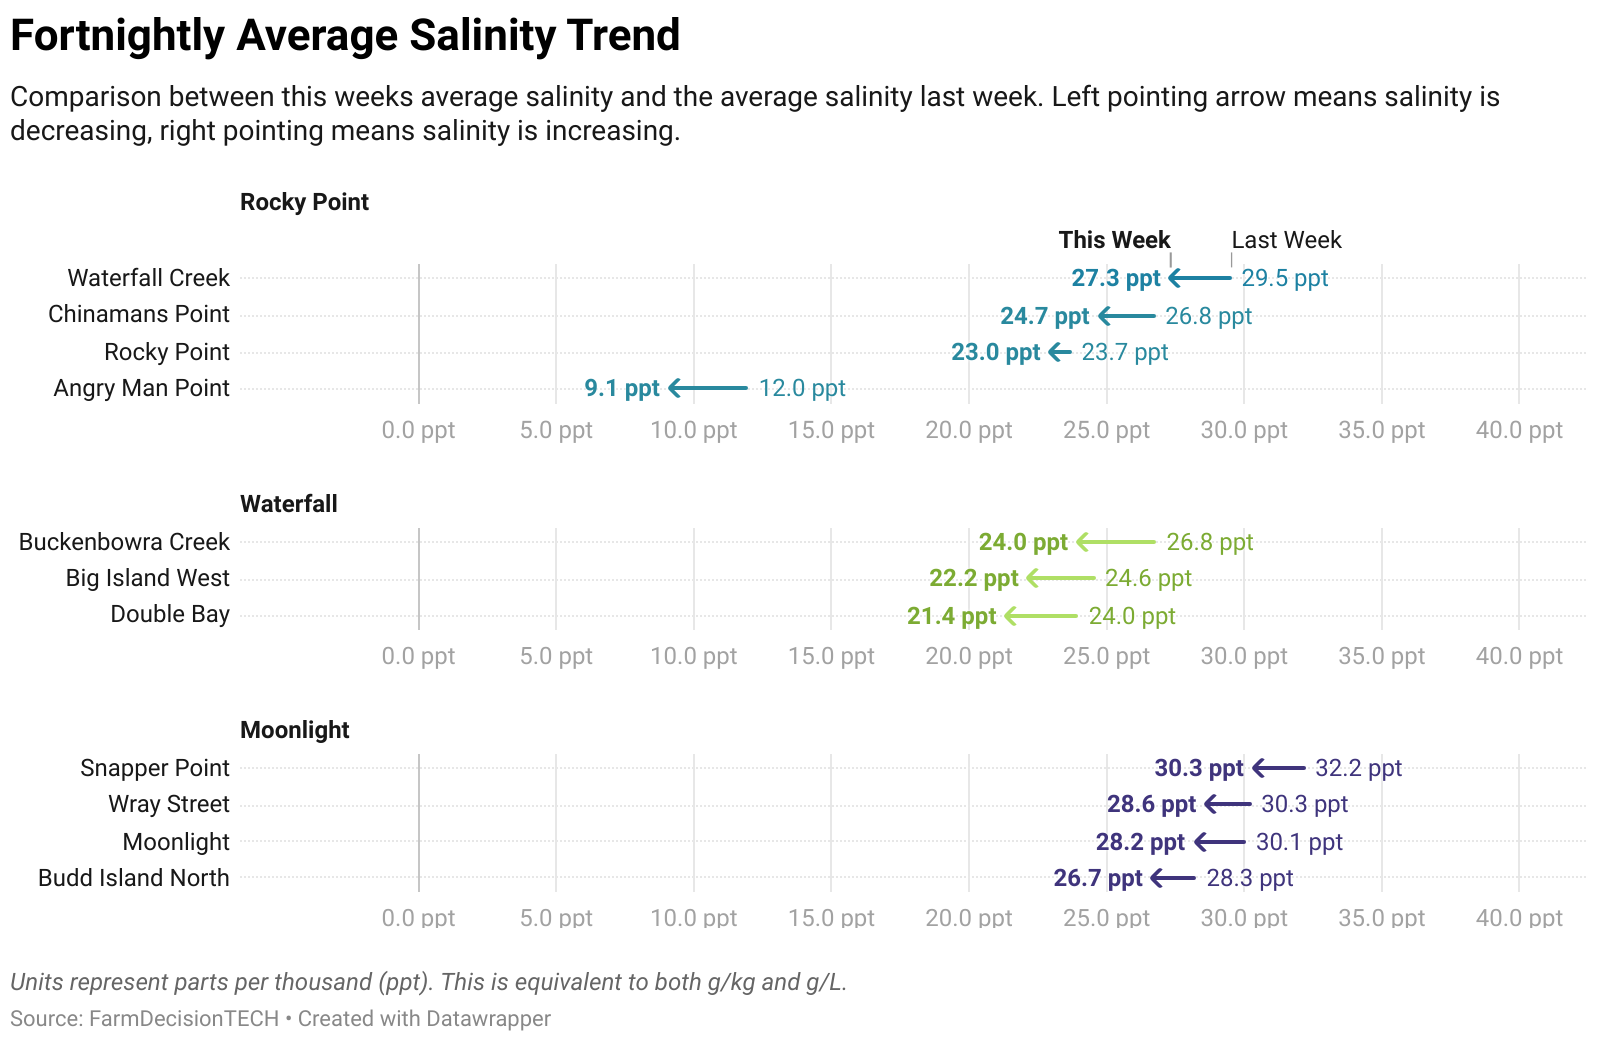 Fortnightly Average Salinity Trend
Comparison between this weeks average salinity and the average salinity last week. Left pointing arrow means salinity is
decreasing, right pointing means salinity is increasing.
Rocky Point
This Week Last Week
Waterfall Creek 27.3 ppt 29.5 ppt
Chinamans Point 24.7 ppt 26.8 ppt
Rocky Point 23.0 ppt 23.7 ppt
Angry Man Point 9.1 ppt 12.0 ppt
0.0 ppt 5.0 ppt 10.0 ppt 15.0 ppt 20.0 ppt 25.0 ppt 30.0 ppt 35.0 ppt 40.0 ppt
Waterfall
Buckenbowra Creek 24.0 ppt 26.8 ppt
Big Island West 22.2 ppt 24.6 ppt
Double Bay 21.4 ppt 24.0 ppt
0.0 ppt 5.0 ppt 10.0 ppt 15.0 ppt 20.0 ppt 25.0 ppt 30.0 ppt 35.0 ppt 40.0 ppt
Moonlight
Snapper Point 30.3 ppt 32.2 ppt
Wray Street 28.6 ppt 30.3 ppt
Moonlight 28.2 ppt 30.1 ppt
Budd Island North 26.7 ppt 28.3 ppt
0.0 ppt 5.0 ppt 10.0 ppt 15.0 ppt 20.0 ppt 25.0 ppt 30.0 ppt 35.0 ppt 40.0 ppt
Units represent parts per thousand (ppt). This is equivalent to both g/kg and g/L.
Source: FarmDecisionTECH • Created with Datawrapper